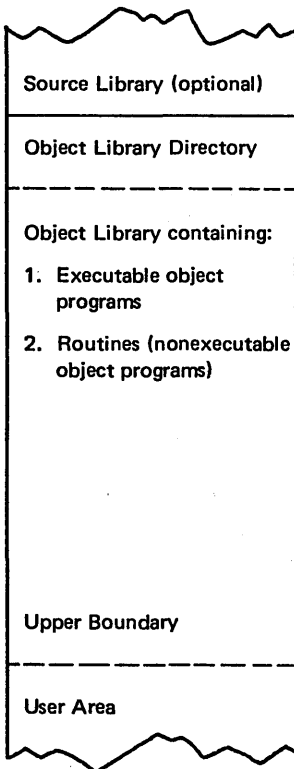 Source Library (optional)
Object Library Directory
Object Library containing:
1. Executable object
programs
2. Routines (nonexecutable
object programs)
Upper Boundary
User Area